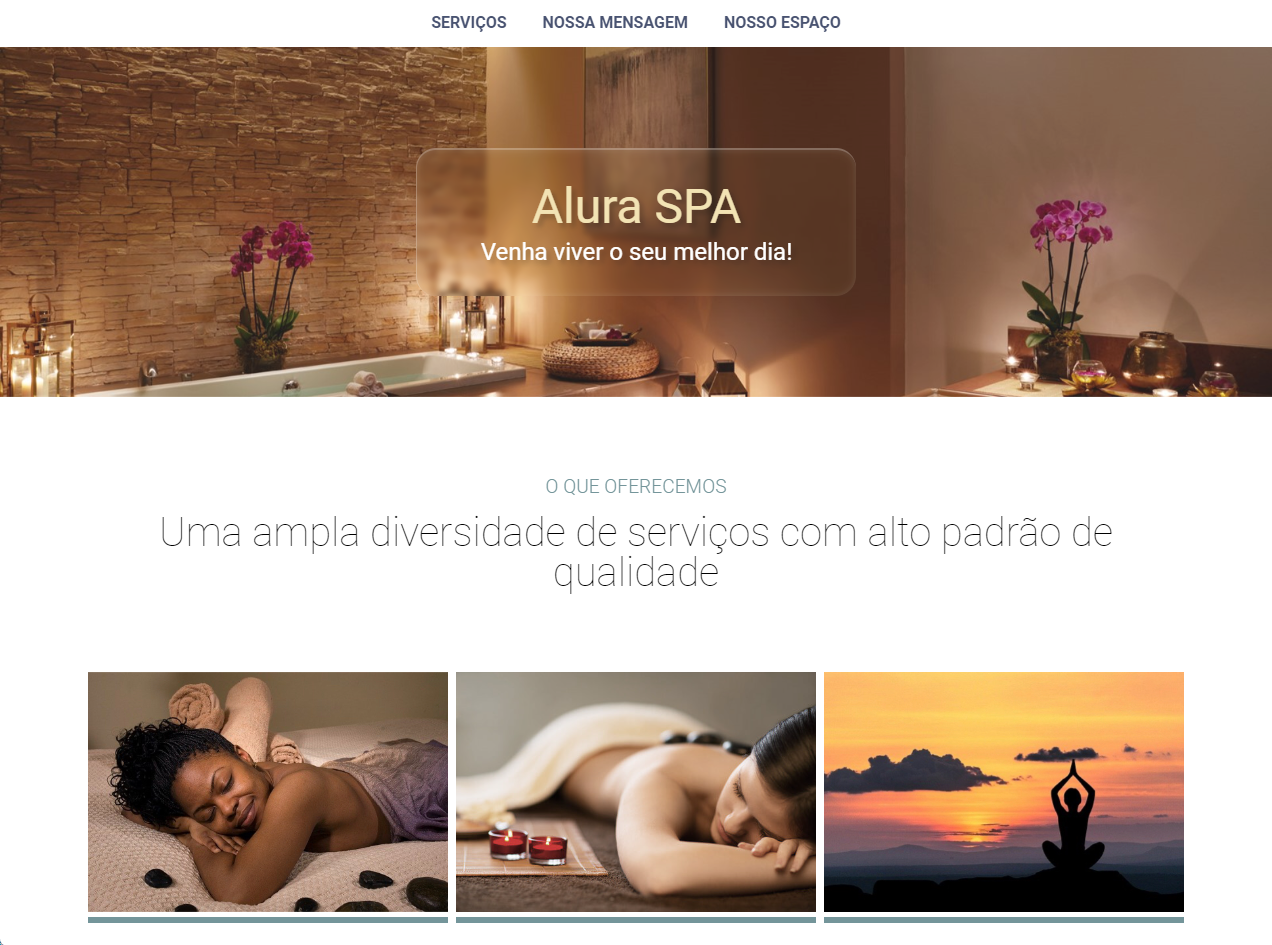 SERVIÇOS NOSSA MENSAGEM NOSSO ESPAÇO
Alura SPA
Venha viver o seu melhor dia!
O QUE OFERECEMOS
Uma ampla diversidade de serviços com alto padrão de
qualidade